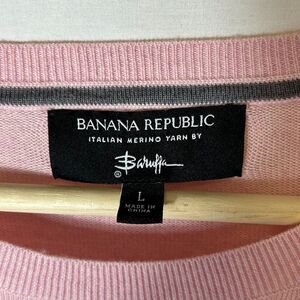 BANANA REPUBLIC
ITALIAN MERINO YARN BY
Baruffa
®
L
MADE IN
CHINA